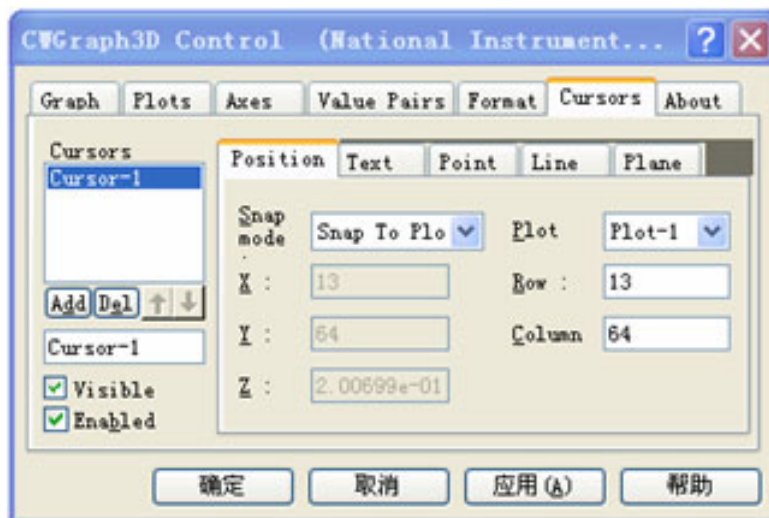 CWGraph3D Control (National Instrument...
Graph Plots Axes Value Pairs Format Cursors About
Cursors
Cursor-1
Add Del
Cursor-1
Visible
Enabled
Position Text Point Line Plane
Snap mode : Snap To Plo Plot Plot-1
X : 13 Row : 13
Y : 64 Column 64
Z : 2.00699e-01
确定 取消 应用(A) 帮助